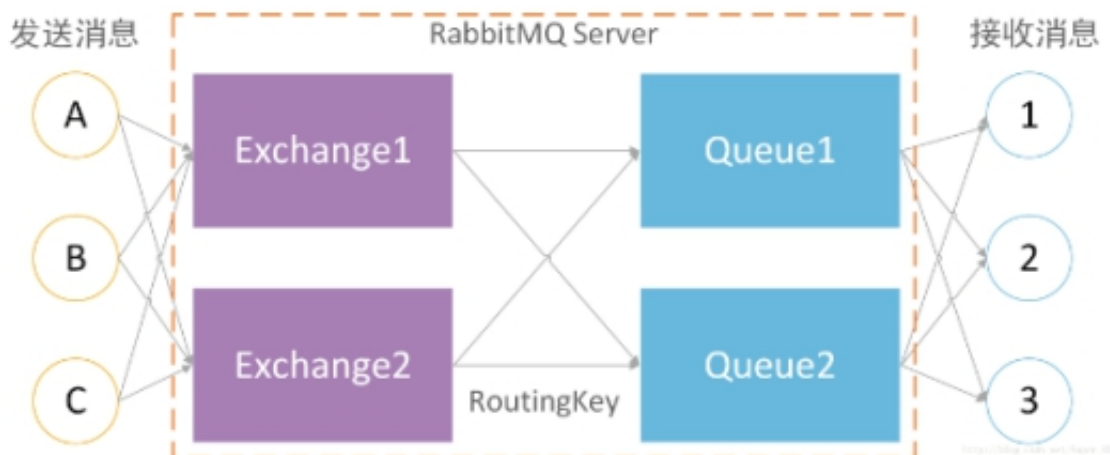 发送消息
RabbitMQ Server
接收消息
A
Exchange1
Queue1
1
B
2
Exchange2
Queue2
C
RoutingKey
3